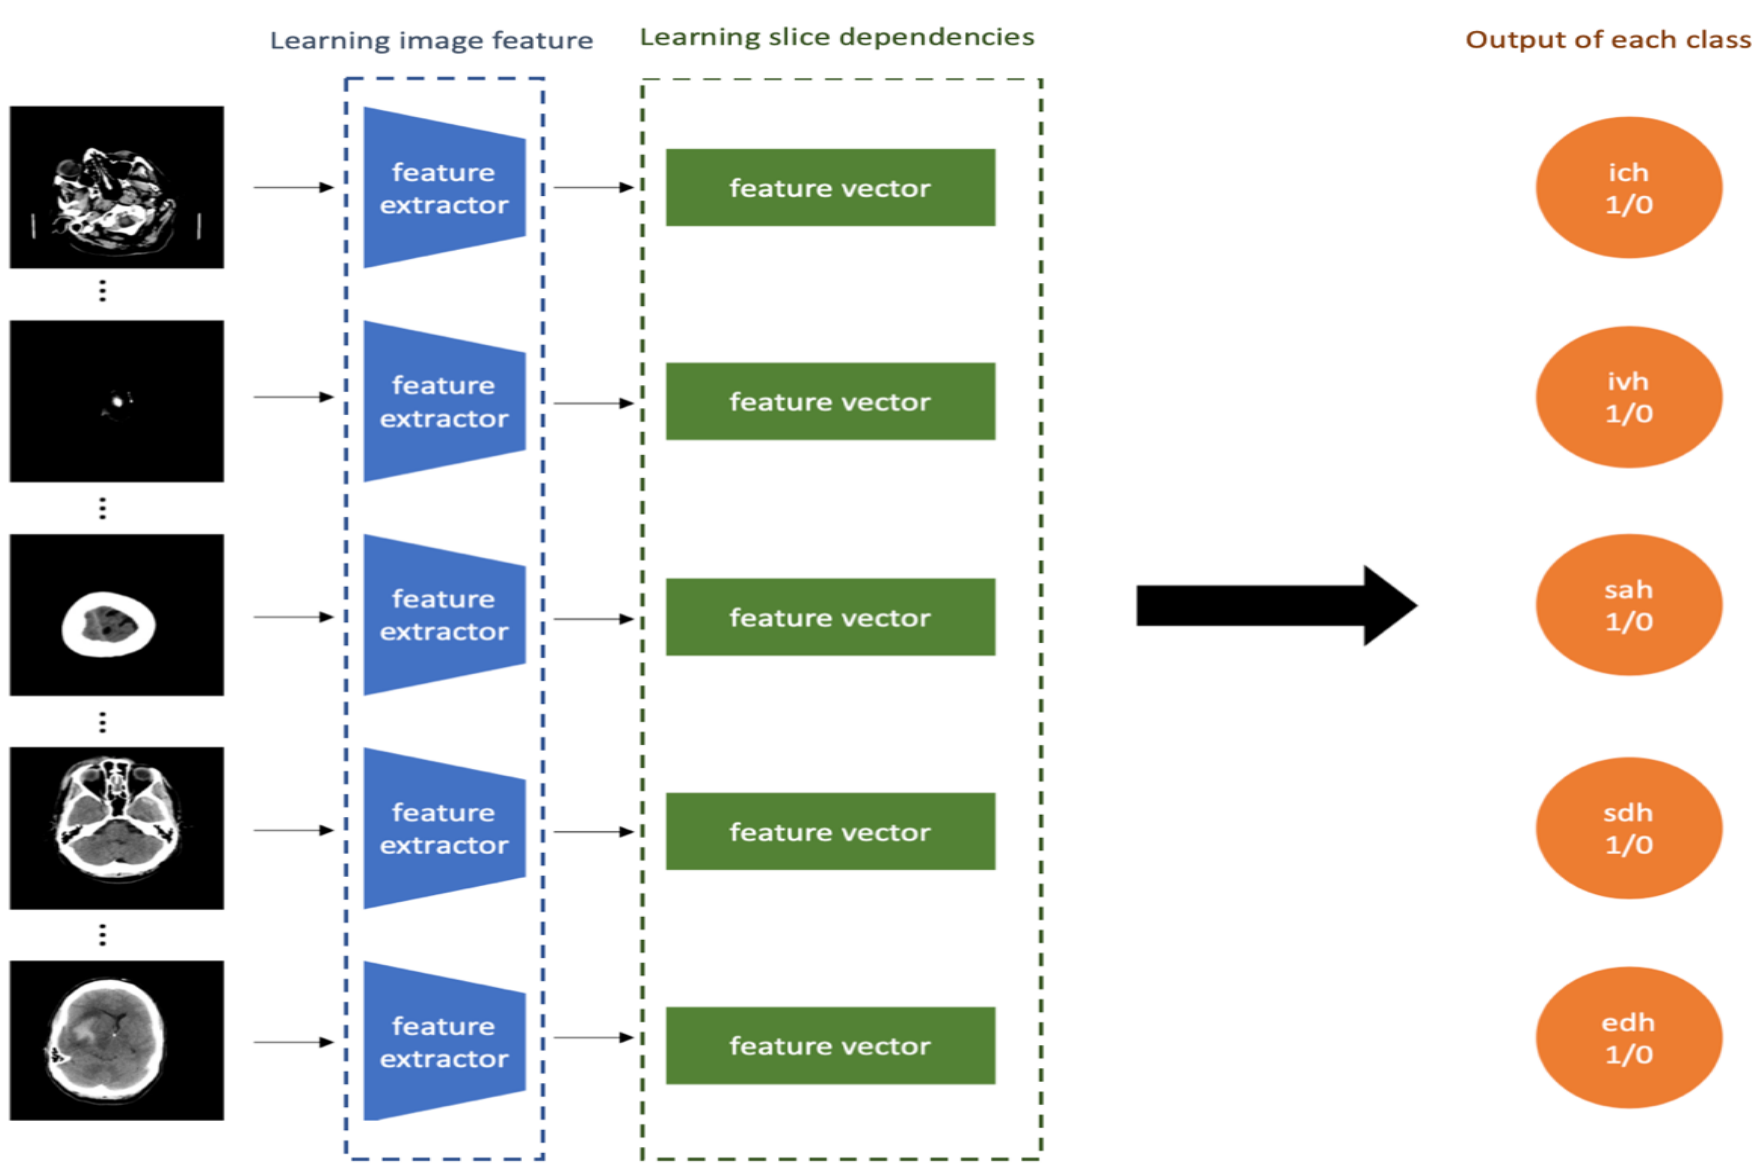 Learning image feature
Learning slice dependencies
Output of each class
feature
extractor
feature vector
ich
1/0
feature
extractor
feature vector
ivh
1/0
feature
extractor
feature vector
sah
1/0
feature
extractor
feature vector
sdh
1/0
feature
extractor
feature vector
edh
1/0